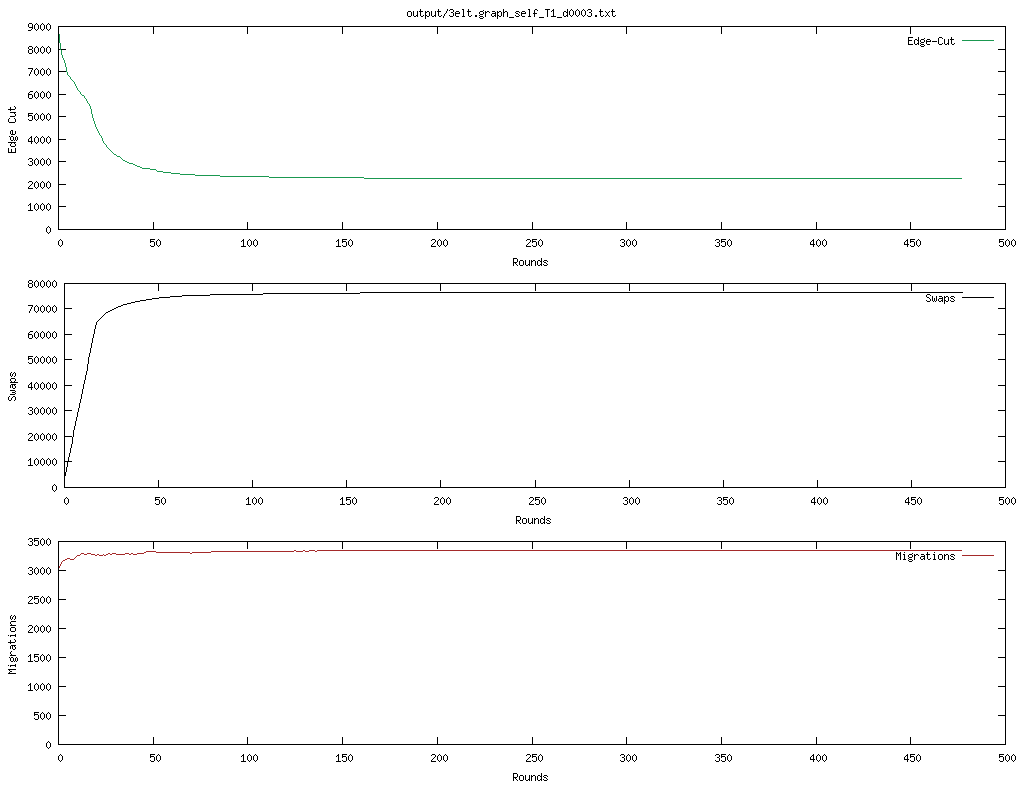 output/3elt.graph_self_T1_d0003.txt
9000
8000
7000
6000
5000
4000
3000
2000
1000
0
Edge Cut
Edge-Cut
0 50 100 150 200 250 300 350 400 450 500
Rounds
80000
70000
60000
50000
40000
30000
20000
10000
0
Swaps
Swaps
0 50 100 150 200 250 300 350 400 450 500
Rounds
3500
3000
2500
2000
1500
1000
500
0
Migrations
Migrations
0 50 100 150 200 250 300 350 400 450 500
Rounds